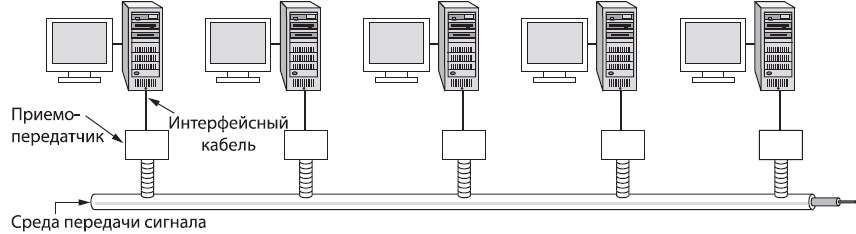 Приемо-
передатчик
Интерфейсный
кабель
Среда передачи сигнала